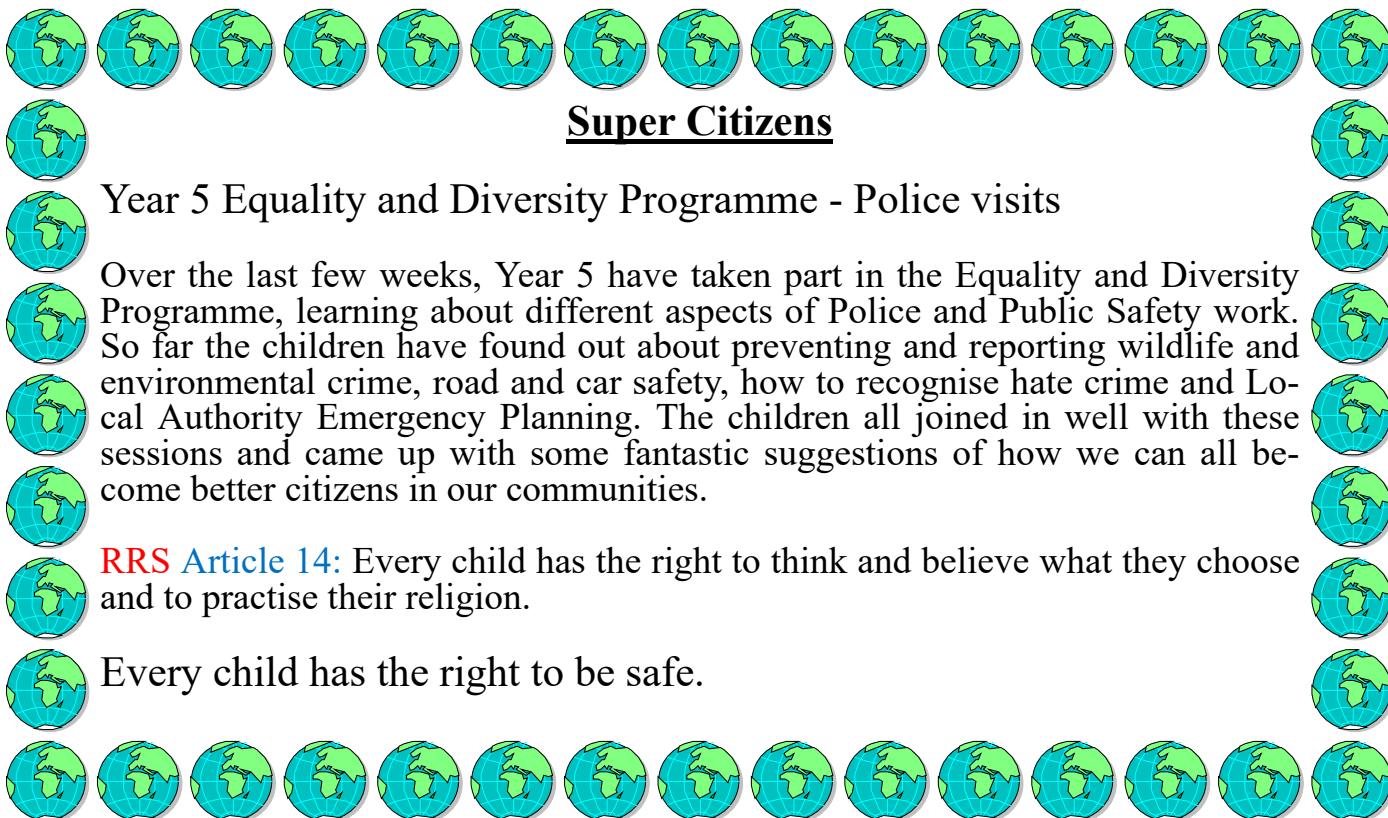 Super Citizens
Year 5 Equality and Diversity Programme - Police visits
Over the last few weeks, Year 5 have taken part in the Equality and Diversity
Programme, learning about different aspects of Police and Public Safety work.
So far the children have found out about preventing and reporting wildlife and
environmental crime, road and car safety, how to recognise hate crime and Lo-
cal Authority Emergency Planning. The children all joined in well with these
sessions and came up with some fantastic suggestions of how we can all be-
come better citizens in our communities.
RRS Article 14: Every child has the right to think and believe what they choose
and to practise their religion.
Every child has the right to be safe.